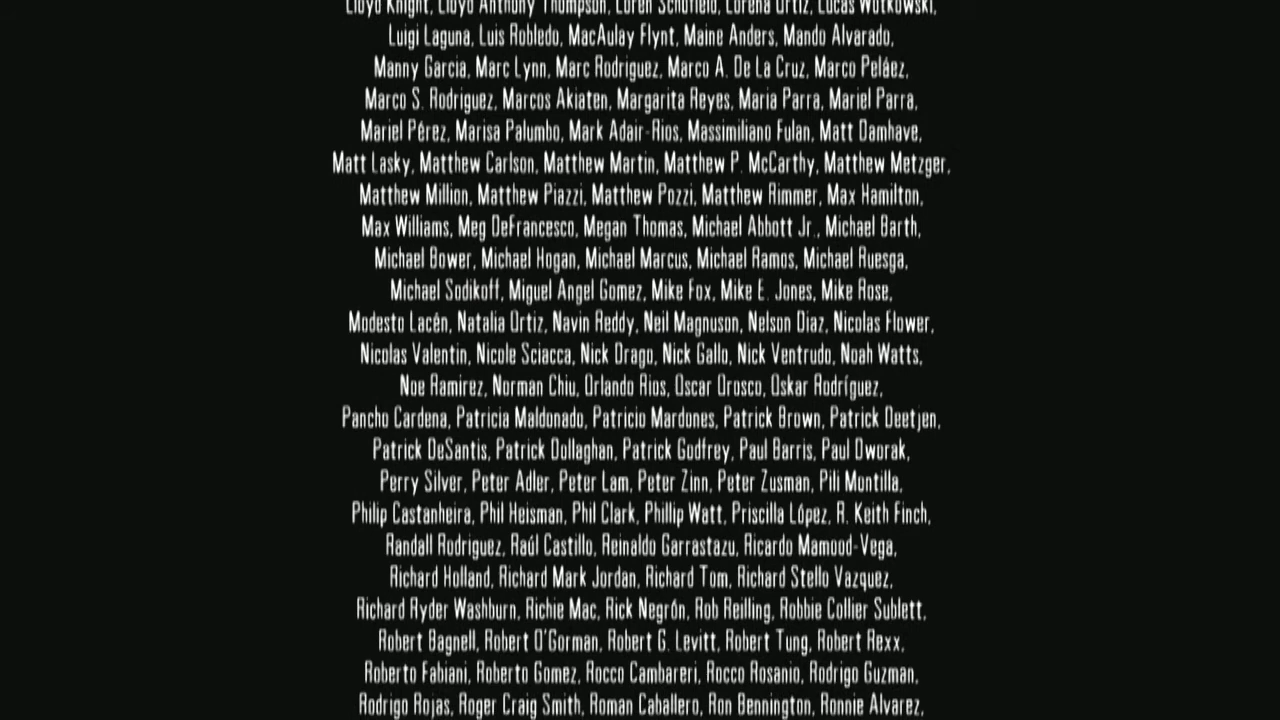 Lloyd Knight, Lloyd Anthony Thompson, Loren Schofield, Lorena Ortiz, Lucas Wotkowski,
Luigi Laguna, Luis Robledo, MacAulay Flynt, Maine Anders, Mando Alvarado,
Manny Garcia, Marc Lynn, Marc Rodriguez, Marco A. De La Cruz, Marco Peláez,
Marco S. Rodriguez, Marcos Akiaten, Margarita Reyes, Maria Parra, Mariel Parra,
Mariel Pérez, Marisa Palumbo, Mark Adair-Rios, Massimiliano Fulan, Matt Damhave,
Matt Lasky, Matthew Carlson, Matthew Martin, Matthew P. McCarthy, Matthew Metzger,
Matthew Million, Matthew Piazzi, Matthew Pozzi, Matthew Rimmer, Max Hamilton,
Max Williams, Meg DeFrancesco, Megan Thomas, Michael Abbott Jr., Michael Barth,
Michael Bower, Michael Hogan, Michael Marcus, Michael Ramos, Michael Ruesga,
Michael Sodikoff, Miguel Angel Gomez, Mike Fox, Mike E. Jones, Mike Rose,
Modesto Lacén, Natalia Ortiz, Navin Reddy, Neil Magnuson, Nelson Diaz, Nicolas Flower,
Nicolas Valentin, Nicole Sciacca, Nick Drago, Nick Gallo, Nick Ventrudo, Noah Watts,
Noe Ramirez, Norman Chiu, Orlando Rios, Oscar Orosco, Oskar Rodríguez,
Pancho Cardena, Patricia Maldonado, Patricio Mardones, Patrick Brown, Patrick Deetjen,
Patrick DeSantis, Patrick Dollaghan, Patrick Godfrey, Paul Barris, Paul Dworak,
Perry Silver, Peter Adler, Peter Lam, Peter Zinn, Peter Zusman, Pili Montilla,
Philip Castanheira, Phil Heisman, Phil Clark, Phillip Watt, Priscilla López, R. Keith Finch,
Randall Rodriguez, Raúl Castillo, Reinaldo Garrastazu, Ricardo Mamood-Vega,
Richard Holland, Richard Mark Jordan, Richard Tom, Richard Stello Vazquez,
Richard Ryder Washburn, Richie Mac, Rick Negrón, Rob Reilling, Robbie Collier Sublett,
Robert Bagnell, Robert O'Gorman, Robert G. Levitt, Robert Tung, Robert Rexx,
Roberto Fabiani, Roberto Gomez, Rocco Cambareri, Rocco Rosanio, Rodrigo Guzman,
Rodrigo Rojas, Roger Craig Smith, Roman Caballero, Ron Bennington, Ronnie Alvarez,